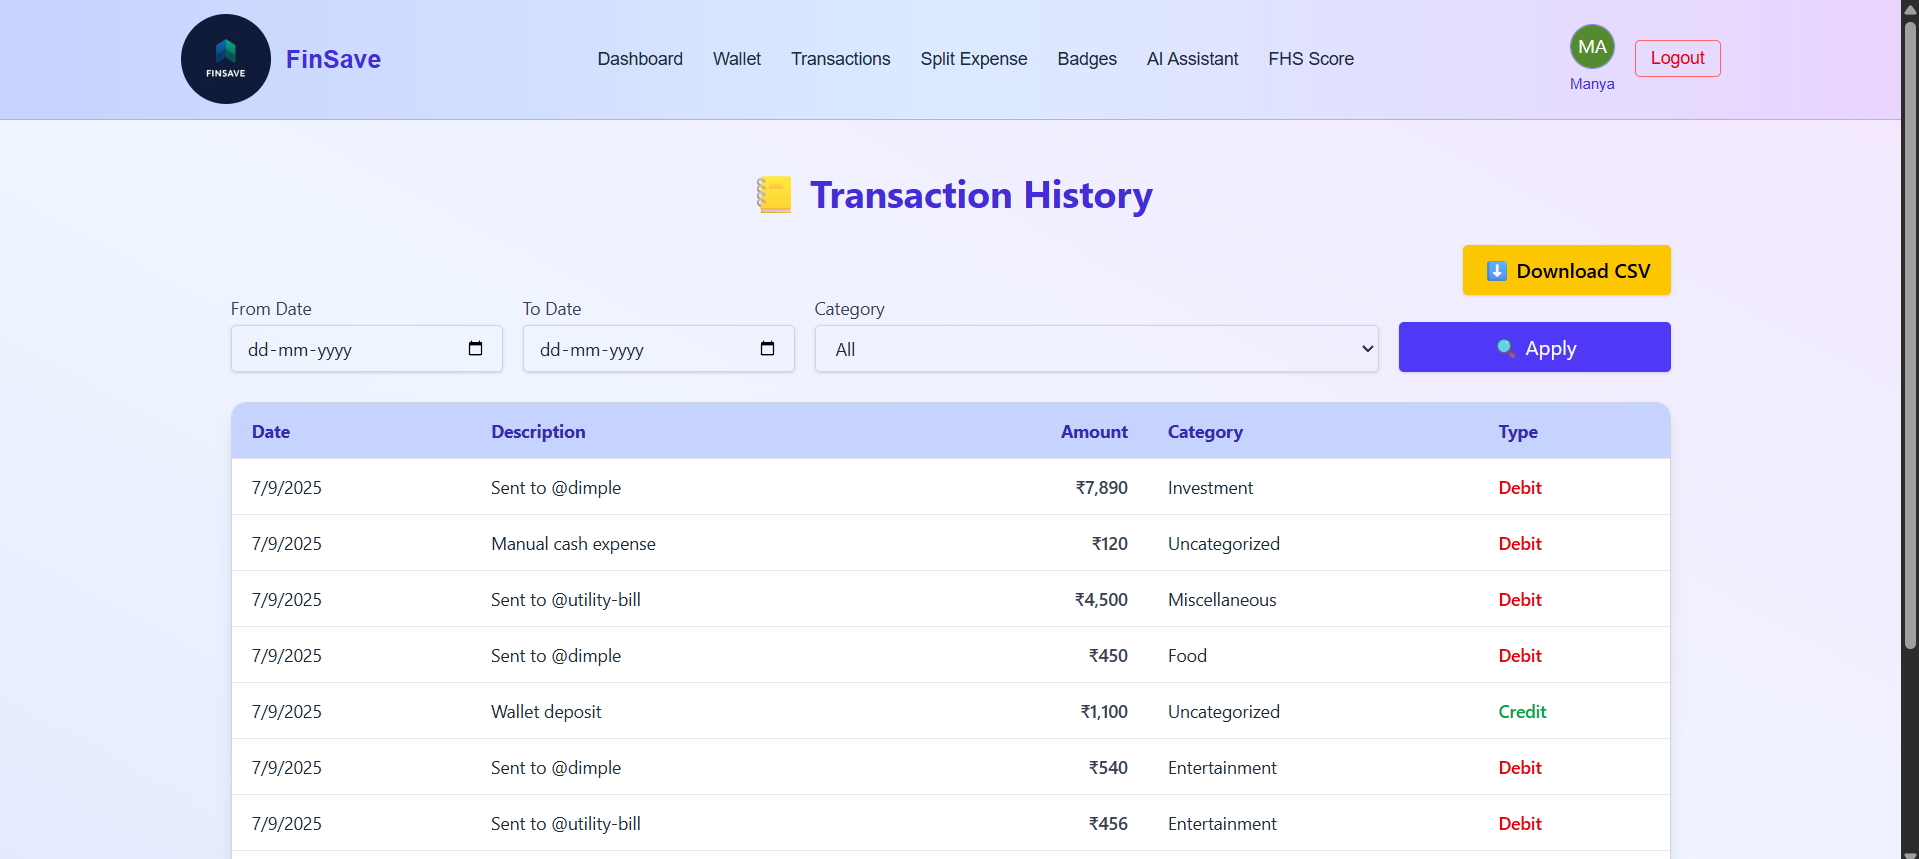 FINSAVE
FinSave
Dashboard Wallet Transactions Split Expense Badges AI Assistant FHS Score
MA
Manya
Logout
Transaction History
Download CSV
From Date To Date Category
dd-mm-yyyy dd-mm-yyyy All Apply
Date Description Amount Category Type
7/9/2025 Sent to @dimple ₹7,890 Investment Debit
7/9/2025 Manual cash expense ₹120 Uncategorized Debit
7/9/2025 Sent to @utility-bill ₹4,500 Miscellaneous Debit
7/9/2025 Sent to @dimple ₹450 Food Debit
7/9/2025 Wallet deposit ₹1,100 Uncategorized Credit
7/9/2025 Sent to @dimple ₹540 Entertainment Debit
7/9/2025 Sent to @utility-bill ₹456 Entertainment Debit